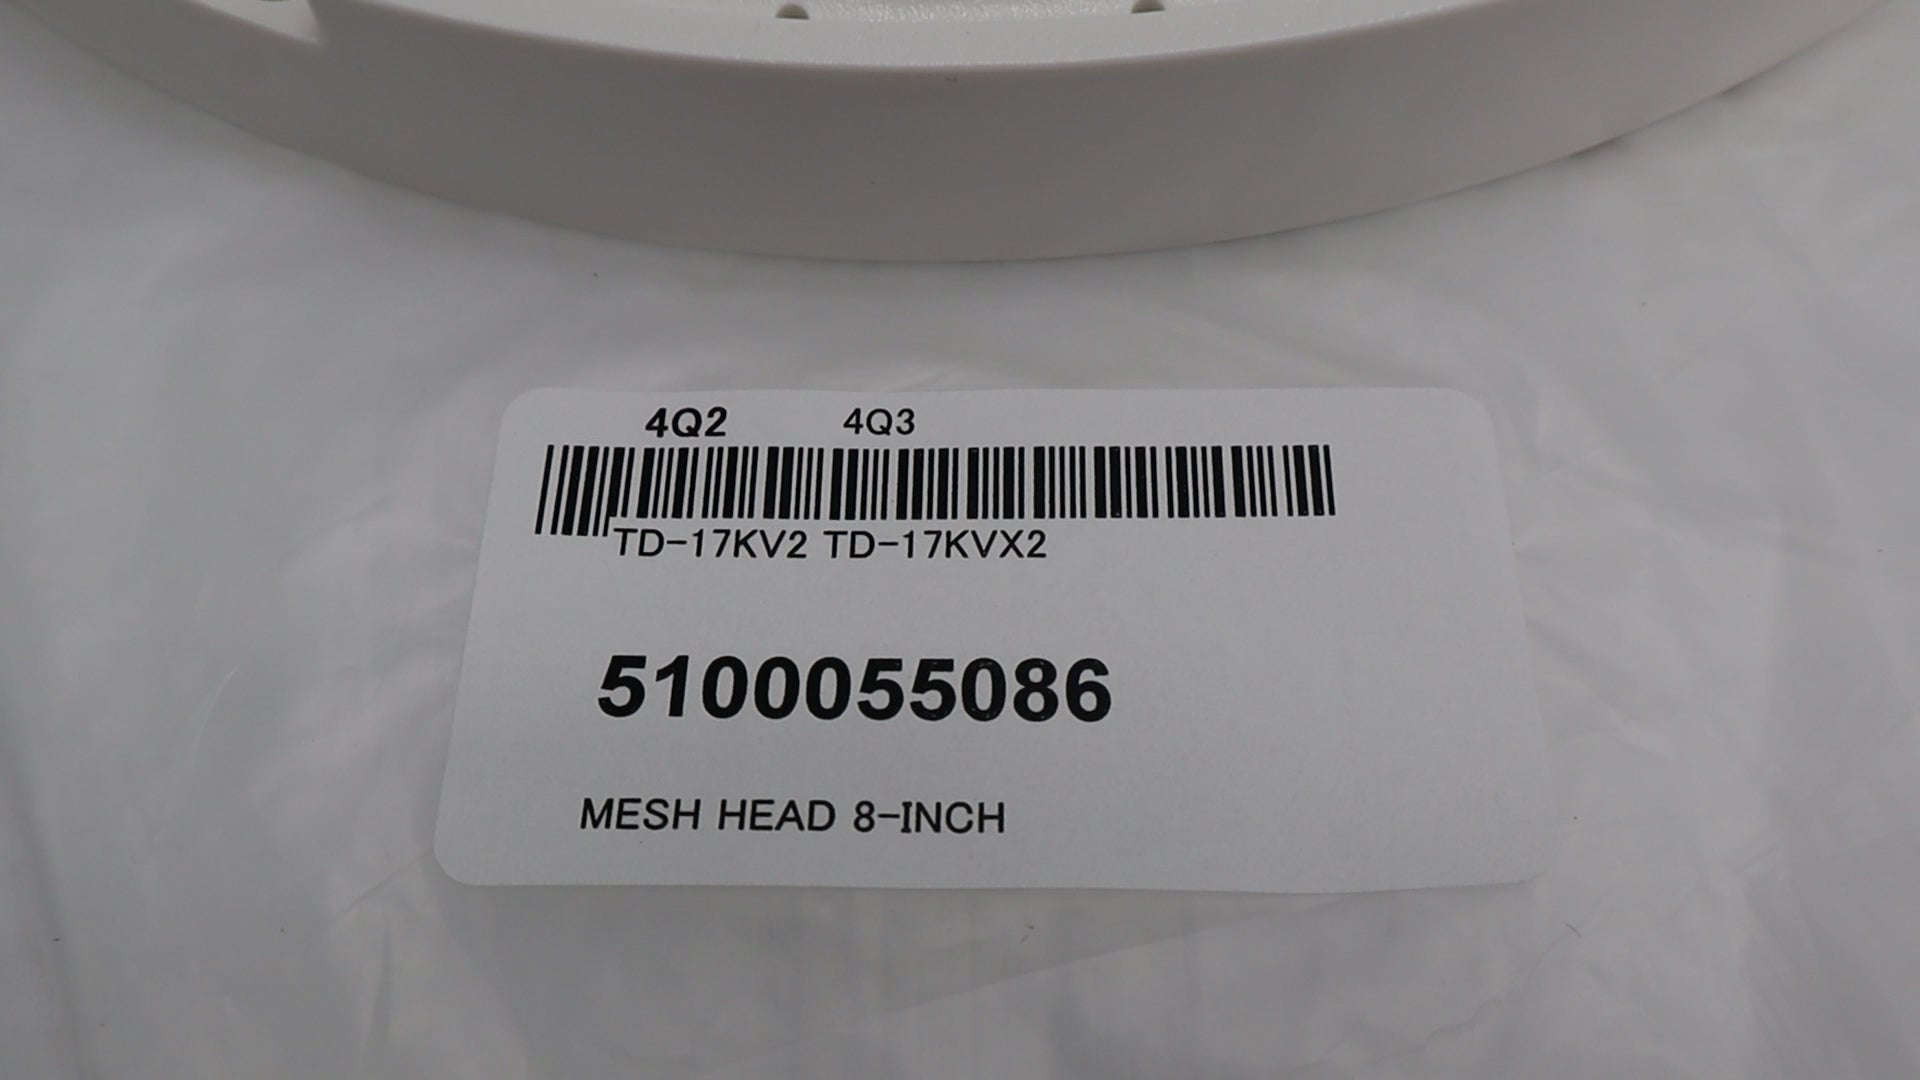 4Q2 4Q3
TD-17KV2 TD-17KVX2
5100055086
MESH HEAD 8-INCH